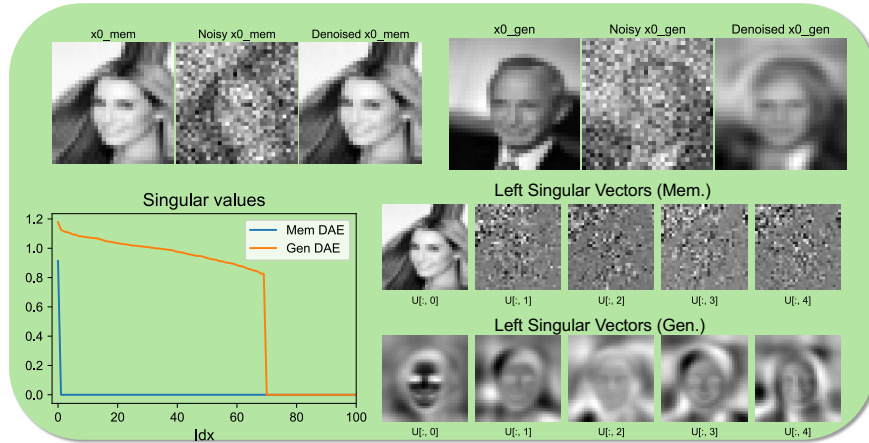 x0_mem
Noisy x0_mem
Denoised x0_mem
x0_gen
Noisy x0_gen
Denoised x0_gen
Singular values
1.2
1.0
0.8
0.6
0.4
0.2
0.0
0
20
40
60
80
100
Idx
Mem DAE
Gen DAE
Left Singular Vectors (Mem.)
U[:, 0]
U[:, 1]
U[:, 2]
U[:, 3]
U[:, 4]
Left Singular Vectors (Gen.)
U[:, 0]
U[:, 1]
U[:, 2]
U[:, 3]
U[:, 4]